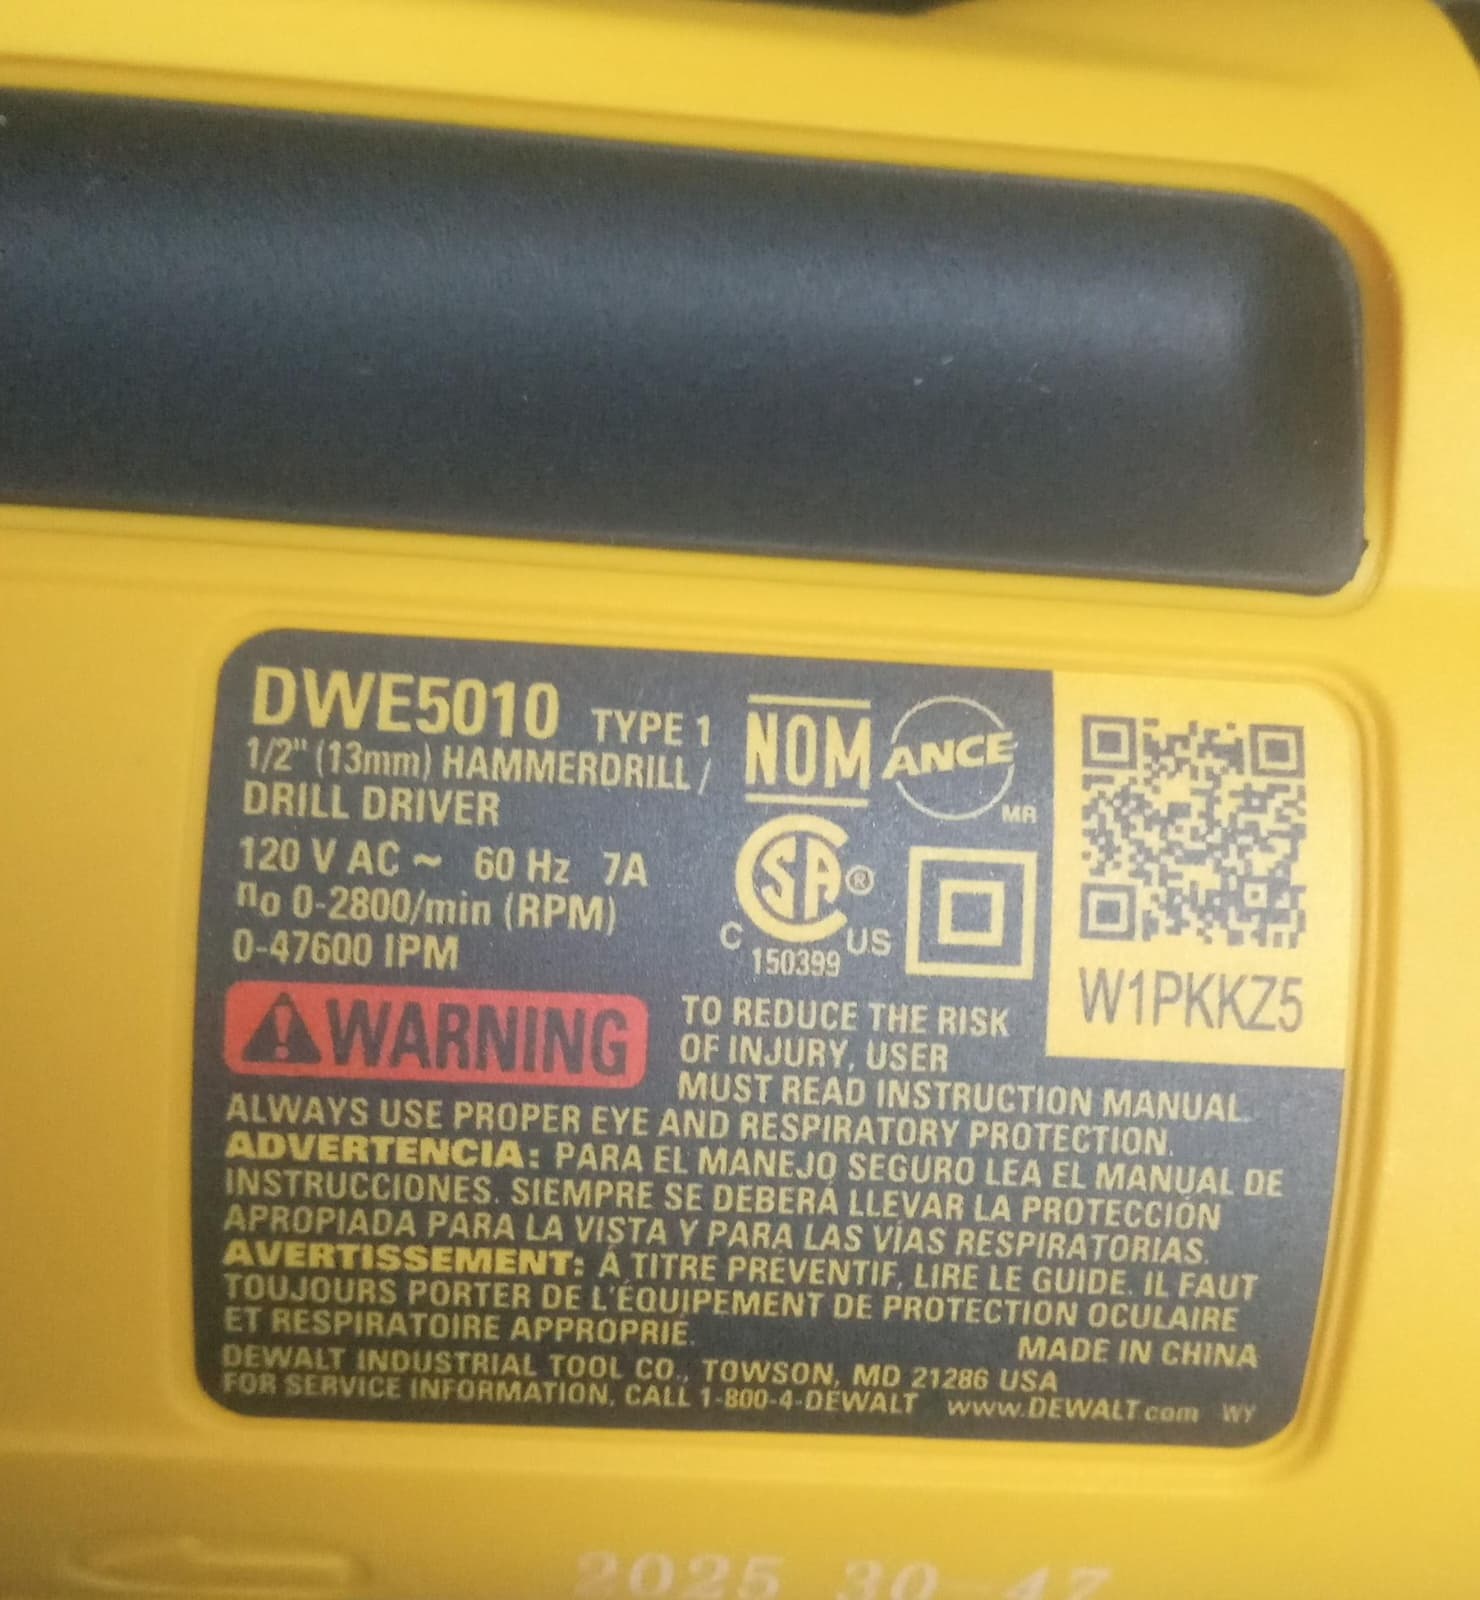 DWE5010 TYPE 1
1/2" (13mm) HAMMERDRILL /
DRILL DRIVER
120 V AC ~ 60 Hz 7A
no 0-2800/min (RPM)
0-47600 IPM
NOM
ANCE
MR
SA ®
C US
150399
W1PKKZ5
WARNING
TO REDUCE THE RISK
OF INJURY, USER
MUST READ INSTRUCTION MANUAL.
ALWAYS USE PROPER EYE AND RESPIRATORY PROTECTION.
ADVERTENCIA: PARA EL MANEJO SEGURO LEA EL MANUAL DE
INSTRUCCIONES. SIEMPRE SE DEBERÁ LLEVAR LA PROTECCIÓN
APROPIADA PARA LA VISTA Y PARA LAS VÍAS RESPIRATORIAS.
AVERTISSEMENT: À TITRE PRÉVENTIF, LIRE LE GUIDE. IL FAUT
TOUJOURS PORTER DE L'ÉQUIPEMENT DE PROTECTION OCULAIRE
ET RESPIRATOIRE APPROPRIÉ.
MADE IN CHINA
DEWALT INDUSTRIAL TOOL CO., TOWSON, MD 21286 USA
FOR SERVICE INFORMATION, CALL 1-800-4-DEWALT www.DEWALT.com WY
2025 30-47